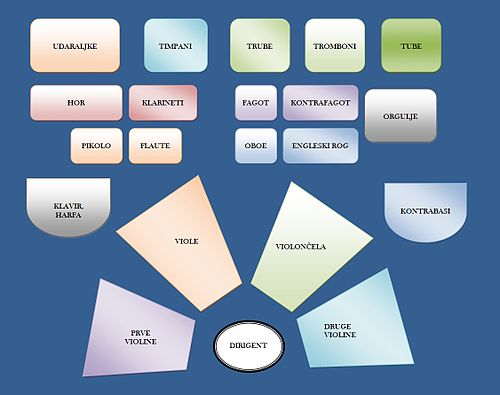 UDARALJKE
TIMPANI
TRUBE
TROMBONI
TUBE
HOR
KLARINETI
FAGOT
KONTRAFAGOT
ORGULJE
PIKOLO
FLAUTE
OBOE
ENGLESKI ROG
KLAVIR,
HARFA
VIOLE
VIOLONČELA
KONTRABASI
PRVE
VIOLINE
DIRIGENT
DRUGE
VIOLINE